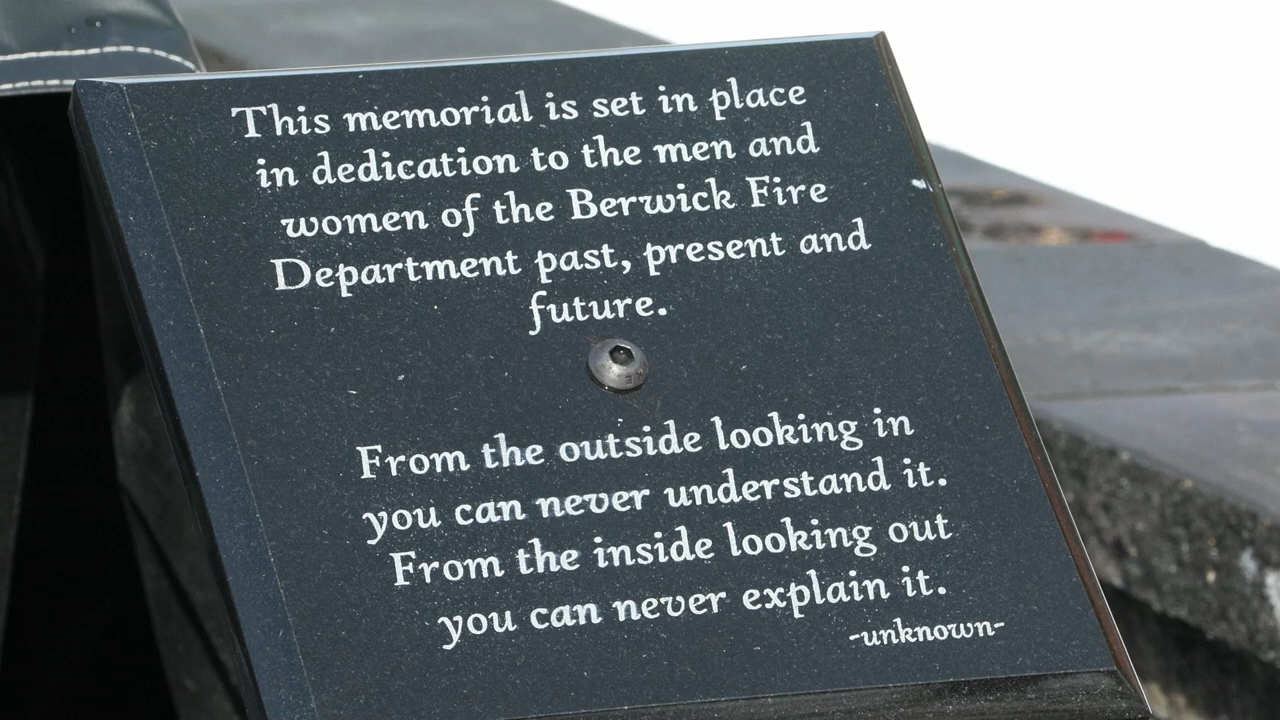 This memorial is set in place
in dedication to the men and
women of the Berwick Fire
Department past, present and
future.
From the outside looking in
you can never understand it.
From the inside looking out
you can never explain it.
-unknown-